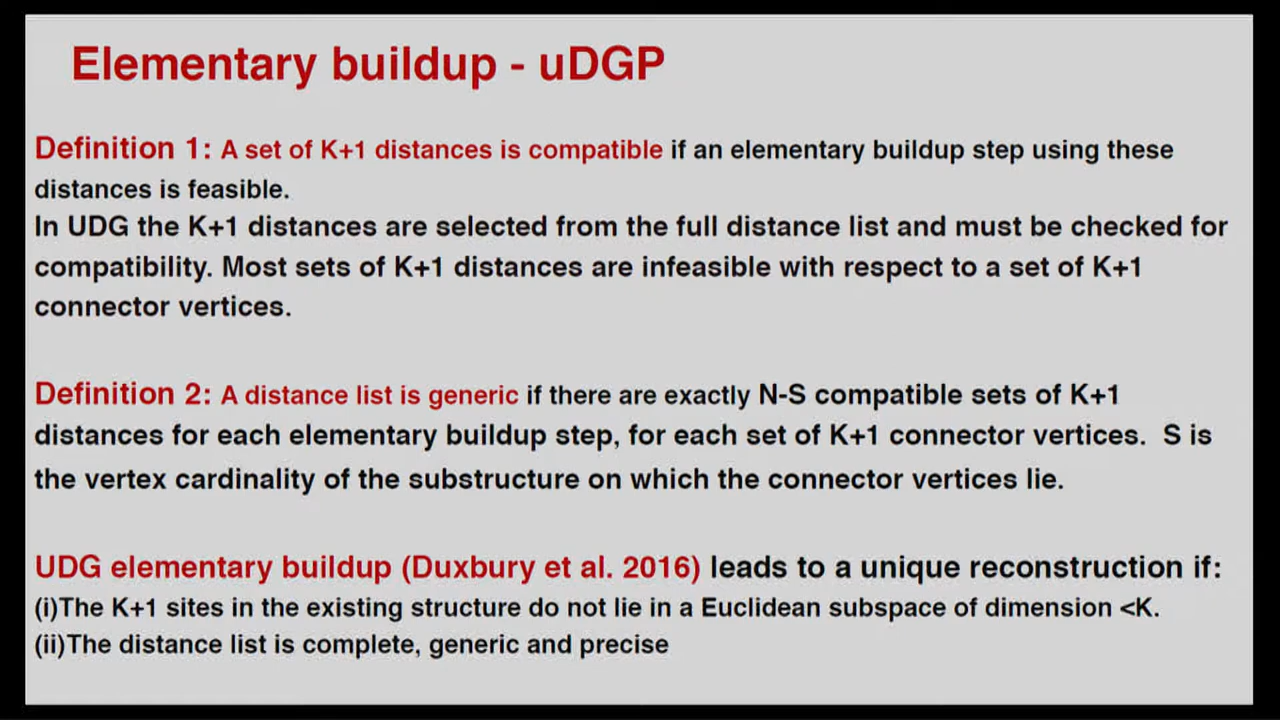 Elementary buildup - uDGP
Definition 1: A set of K+1 distances is compatible if an elementary buildup step using these
distances is feasible.
In UDG the K+1 distances are selected from the full distance list and must be checked for
compatibility. Most sets of K+1 distances are infeasible with respect to a set of K+1
connector vertices.
Definition 2: A distance list is generic if there are exactly N-S compatible sets of K+1
distances for each elementary buildup step, for each set of K+1 connector vertices. S is
the vertex cardinality of the substructure on which the connector vertices lie.
UDG elementary buildup (Duxbury et al. 2016) leads to a unique reconstruction if:
(i)The K+1 sites in the existing structure do not lie in a Euclidean subspace of dimension <K.
(ii)The distance list is complete, generic and precise